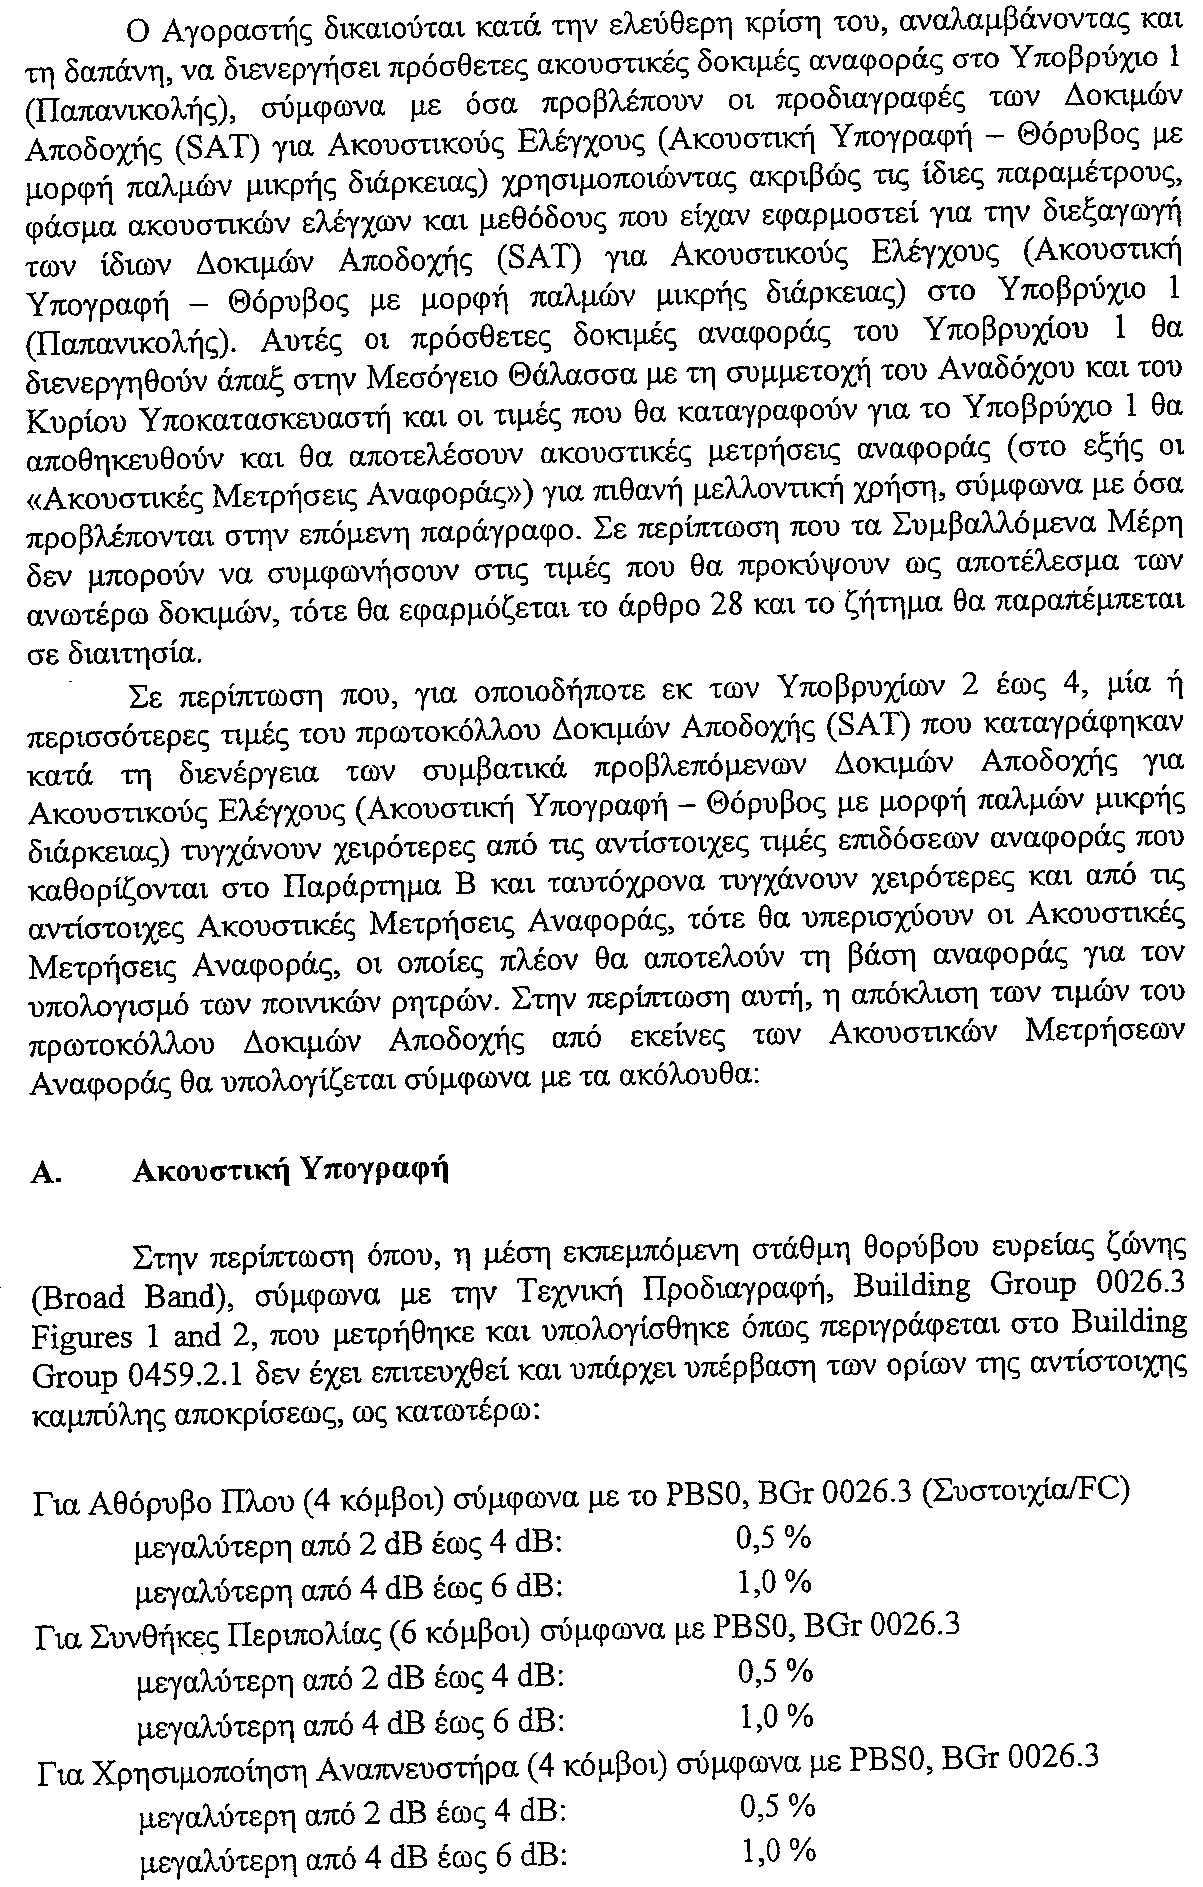 Ο Αγοραστής δικαιούται κατά την ελεύθερη κρίση του, αναλαμβάνοντας και
τη δαπάνη, να διενεργήσει πρόσθετες ακουστικές δοκιμές αναφοράς στο Υποβρύχιο 1
(Παπανικολής), σύμφωνα με όσα προβλέπουν οι προδιαγραφές των Δοκιμών
Αποδοχής (SAT) για Ακουστικούς Ελέγχους (Ακουστική Υπογραφή – Θόρυβος με
μορφή παλμών μικρής διάρκειας) χρησιμοποιώντας ακριβώς τις ίδιες παραμέτρους,
φάσμα ακουστικών ελέγχων και μεθόδους που είχαν εφαρμοστεί για την διεξαγωγή
των ίδιων Δοκιμών Αποδοχής (SAT) για Ακουστικούς Ελέγχους (Ακουστική
Υπογραφή – Θόρυβος με μορφή παλμών μικρής διάρκειας) στο Υποβρύχιο 1
(Παπανικολής). Αυτές οι πρόσθετες δοκιμές αναφοράς του Υποβρυχίου 1 θα
διενεργηθούν άπαξ στην Μεσόγειο Θάλασσα με τη συμμετοχή του Αναδόχου και του
Κυρίου Υποκατασκευαστή και οι τιμές που θα καταγραφούν για το Υποβρύχιο 1 θα
αποθηκευθούν και θα αποτελέσουν ακουστικές μετρήσεις αναφοράς (στο εξής οι
«Ακουστικές Μετρήσεις Αναφοράς») για πιθανή μελλοντική χρήση, σύμφωνα με όσα
προβλέπονται στην επόμενη παράγραφο. Σε περίπτωση που τα Συμβαλλόμενα Μέρη
δεν μπορούν να συμφωνήσουν στις τιμές που θα προκύψουν ως αποτέλεσμα των
ανωτέρω δοκιμών, τότε θα εφαρμόζεται το άρθρο 28 και το ζήτημα θα παραπέμπεται
σε διαιτησία.
Σε περίπτωση που, για οποιοδήποτε εκ των Υποβρυχίων 2 έως 4, μία ή
περισσότερες τιμές του πρωτοκόλλου Δοκιμών Αποδοχής (SAT) που καταγράφηκαν
κατά τη διενέργεια των συμβατικά προβλεπόμενων Δοκιμών Αποδοχής για
Ακουστικούς Ελέγχους (Ακουστική Υπογραφή – Θόρυβος με μορφή παλμών μικρής
διάρκειας) τυγχάνουν χειρότερες από τις αντίστοιχες τιμές επιδόσεων αναφοράς που
καθορίζονται στο Παράρτημα Β και ταυτόχρονα τυγχάνουν χειρότερες και από τις
αντίστοιχες Ακουστικές Μετρήσεις Αναφοράς, τότε θα υπερισχύουν οι Ακουστικές
Μετρήσεις Αναφοράς, οι οποίες πλέον θα αποτελούν τη βάση αναφοράς για τον
υπολογισμό των ποινικών ρητρών. Στην περίπτωση αυτή, η απόκλιση των τιμών του
πρωτοκόλλου Δοκιμών Αποδοχής από εκείνες των Ακουστικών Μετρήσεων
Αναφοράς θα υπολογίζεται σύμφωνα με τα ακόλουθα:
Α. Ακουστική Υπογραφή
Στην περίπτωση όπου, η μέση εκπεμπόμενη στάθμη θορύβου ευρείας ζώνης
(Broad Band), σύμφωνα με την Τεχνική Προδιαγραφή, Building Group 0026.3
Figures 1 and 2, που μετρήθηκε και υπολογίσθηκε όπως περιγράφεται στο Building
Group 0459.2.1 δεν έχει επιτευχθεί και υπάρχει υπέρβαση των ορίων της αντίστοιχης
καμπύλης αποκρίσεως, ως κατωτέρω:
Για Αθόρυβο Πλου (4 κόμβοι) σύμφωνα με το PBS0, BGr 0026.3 (Συστοιχία/FC)
μεγαλύτερη από 2 dB έως 4 dB: 0,5 %
μεγαλύτερη από 4 dB έως 6 dB: 1,0 %
Για Συνθήκες Περιπολίας (6 κόμβοι) σύμφωνα με PBS0, BGr 0026.3
μεγαλύτερη από 2 dB έως 4 dB: 0,5 %
μεγαλύτερη από 4 dB έως 6 dB: 1,0 %
Για Χρησιμοποίηση Αναπνευστήρα (4 κόμβοι) σύμφωνα με PBS0, BGr 0026.3
μεγαλύτερη από 2 dB έως 4 dB: 0,5 %
μεγαλύτερη από 4 dB έως 6 dB: 1,0 %